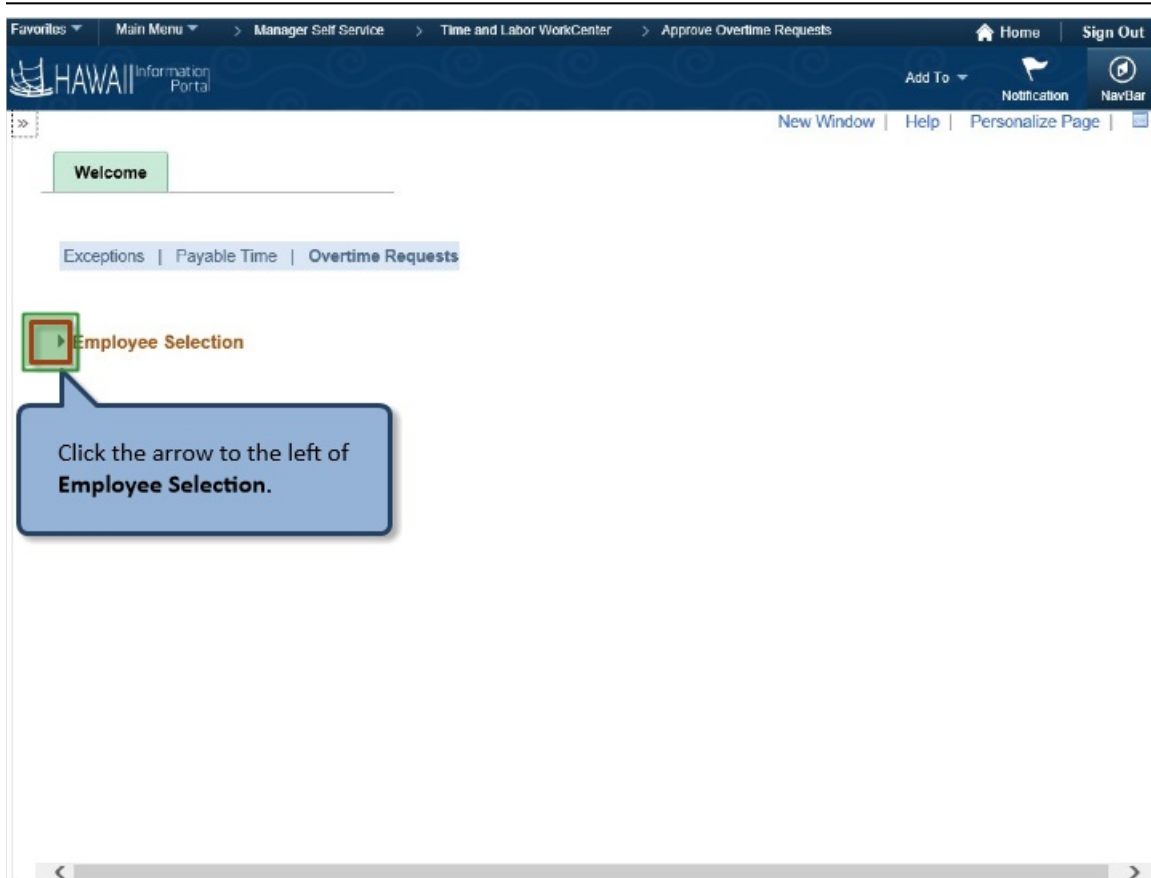 Favorites Main Menu > Manager Self Service > Time and Labor WorkCenter > Approve Overtime Requests Home Sign Out
HAWAII Information Portal
Add To Notification NavBar
» New Window | Help | Personalize Page |
Welcome
Exceptions | Payable Time | Overtime Requests
Employee Selection
Click the arrow to the left of
Employee Selection.